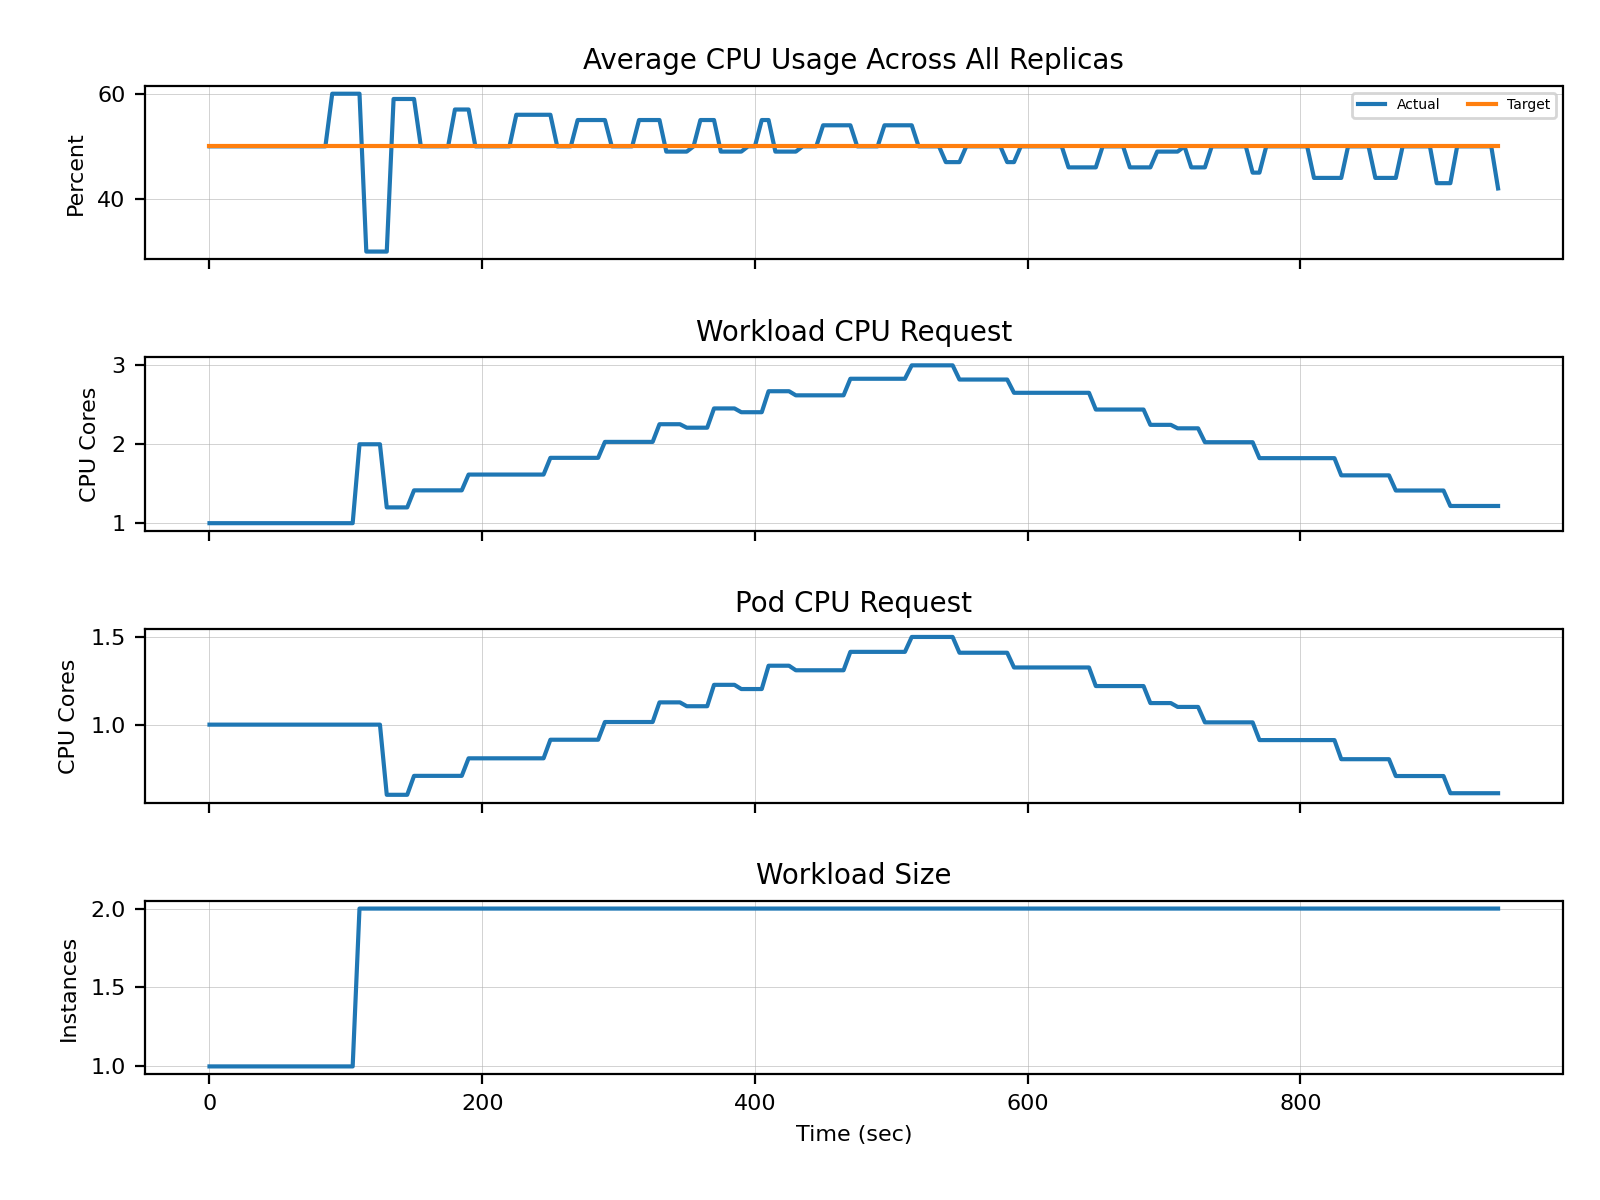 Average CPU Usage Across All Replicas
60
40
Percent
Actual Target
Workload CPU Request
3
2
1
CPU Cores
Pod CPU Request
1.5
1.0
CPU Cores
Workload Size
2.0
1.5
1.0
Instances
0 200 400 600 800
Time (sec)